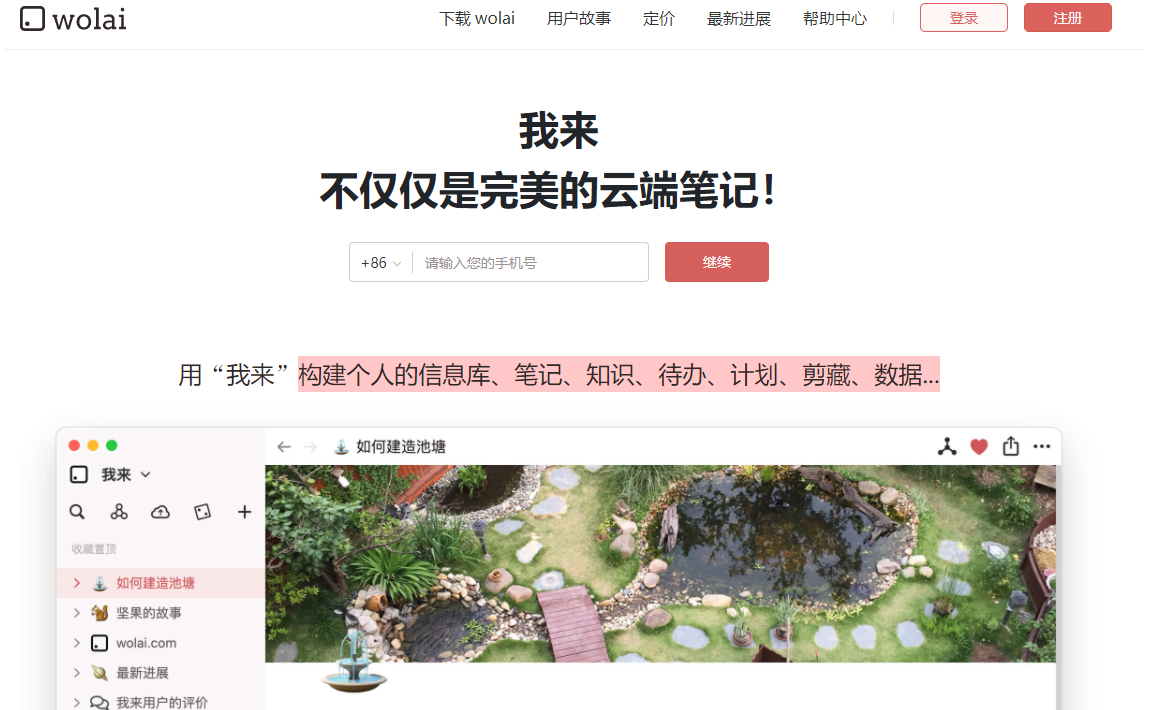 wolai
下载 wolai 用户故事 定价 最新进展 帮助中心 登录 注册
我来
不仅仅是完美的云端笔记！
+86 请输入您的手机号 继续
用“我来”构建个人的信息库、笔记、知识、待办、计划、剪藏、数据...
如何建造池塘
我来
收藏置顶
如何建造池塘
坚果的故事
wolai.com
最新进展
我来用户的评价